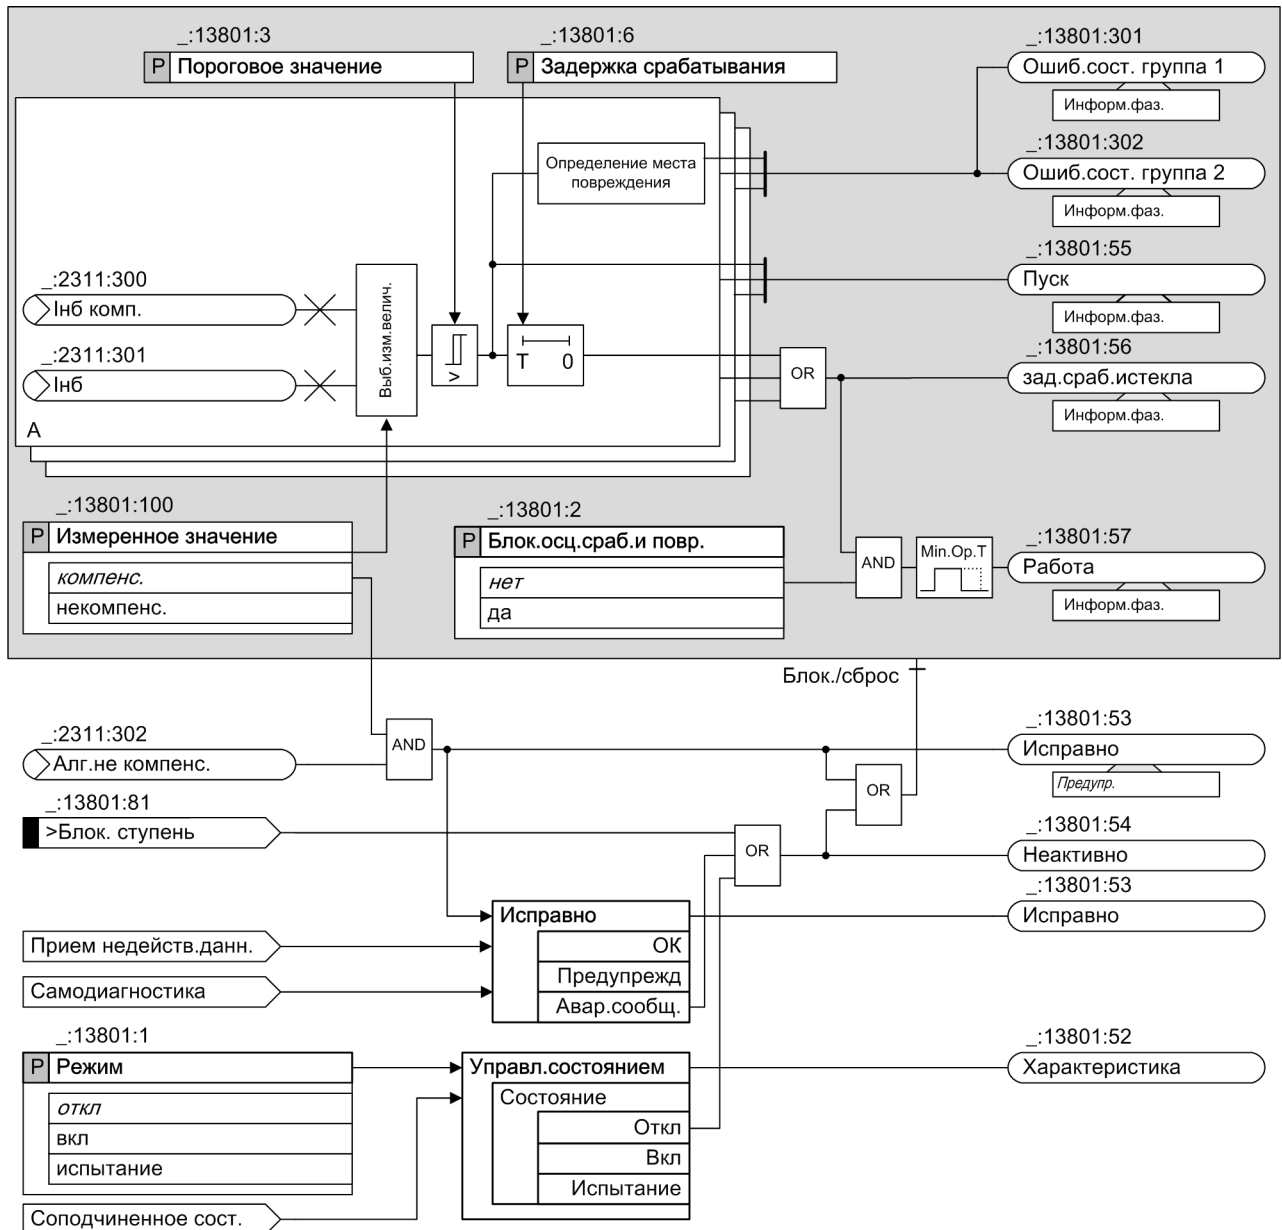 _:13801:3
P Пороговое значение
_:13801:6
P Задержка срабатывания
_:13801:301
Ошиб.сост. группа 1
Информ.фаз.
_:13801:302
Ошиб.сост. группа 2
Информ.фаз.
Определение места
повреждения
_:13801:55
Пуск
Информ.фаз.
_:2311:300
Iнб комп.
_:2311:301
Iнб
Выб.изм.велич.
v
T 0
OR
_:13801:56
зад.сраб.истекла
Информ.фаз.
A
_:13801:100
P Измеренное значение
компенс.
некомпенс.
_:13801:2
P Блок.осц.сраб.и повр.
нет
да
AND
Min.Op.T
_:13801:57
Работа
Информ.фаз.
Блок./сброс
_:2311:302
Алг.не компенс.
AND
_:13801:53
Исправно
Предупр.
OR
_:13801:81
>Блок. ступень
OR
_:13801:54
Неактивно
_:13801:53
Исправно
Исправно
ОК
Предупрежд
Авар.сообщ.
Прием недейств.данн.
Самодиагностика
_:13801:1
P Режим
откл
вкл
испытание
Управл.состоянием
Состояние
Откл
Вкл
Испытание
_:13801:52
Характеристика
Соподчиненное сост.